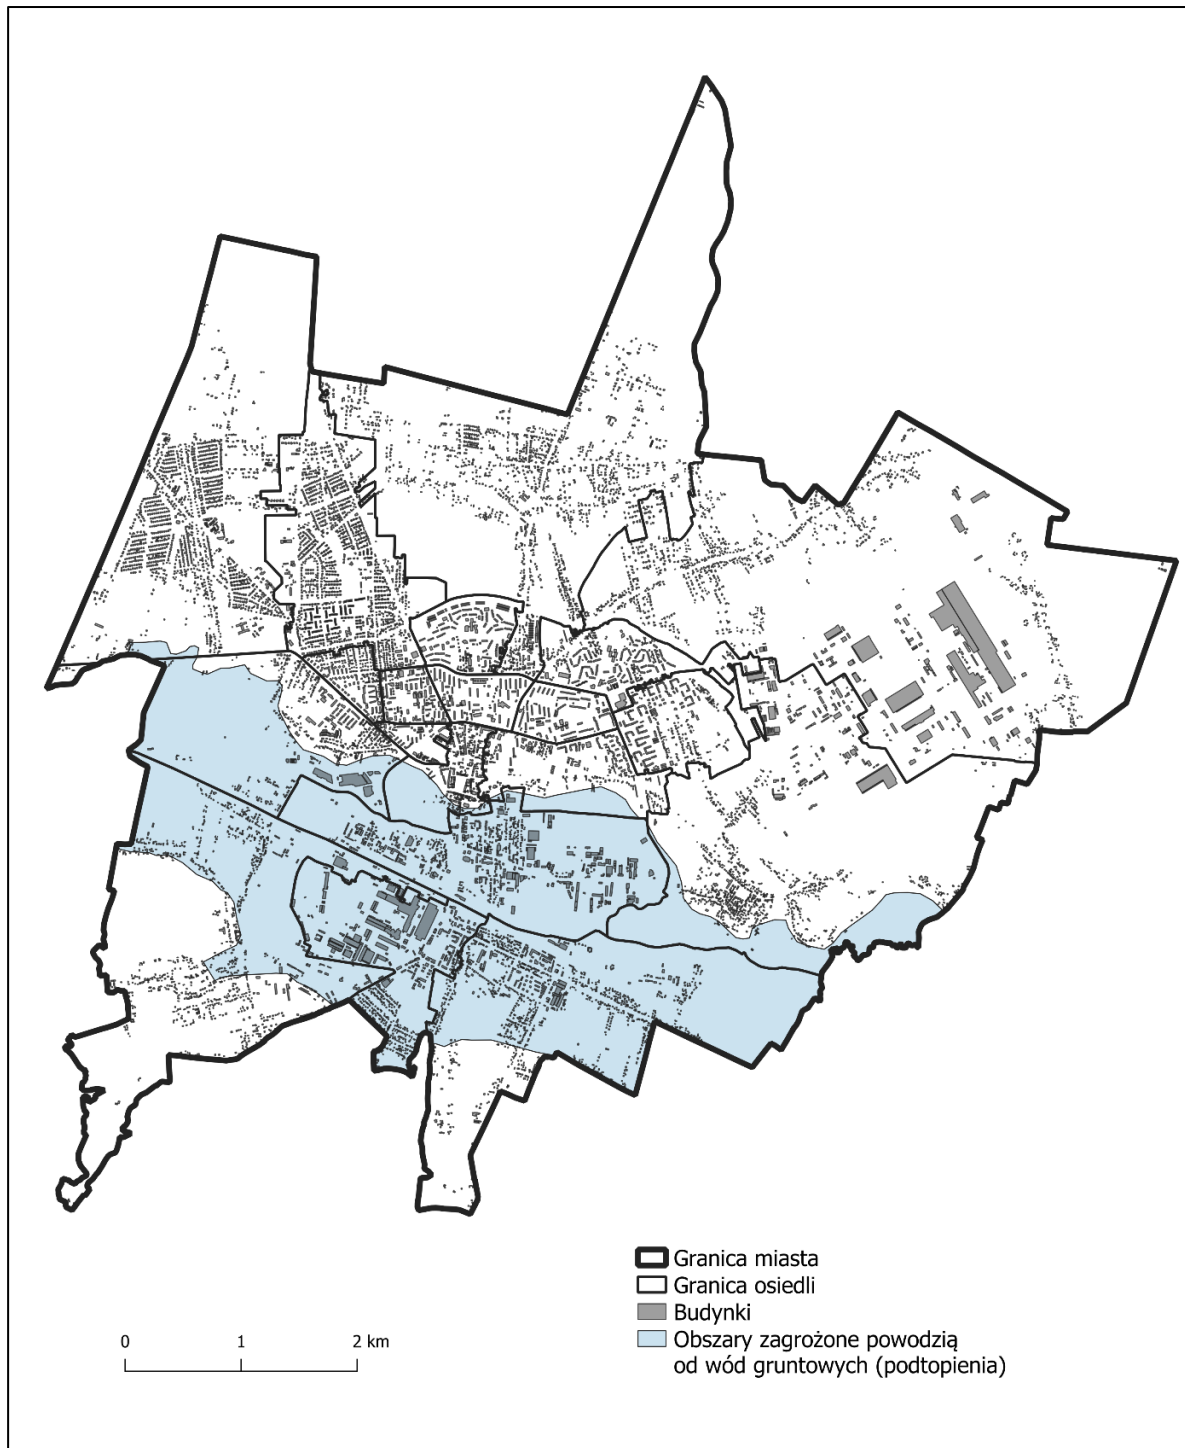 Granica miasta
Granica osiedli
Budynki
Obszary zagrożone powodzią
od wód gruntowych (podtopienia)
0 1 2 km